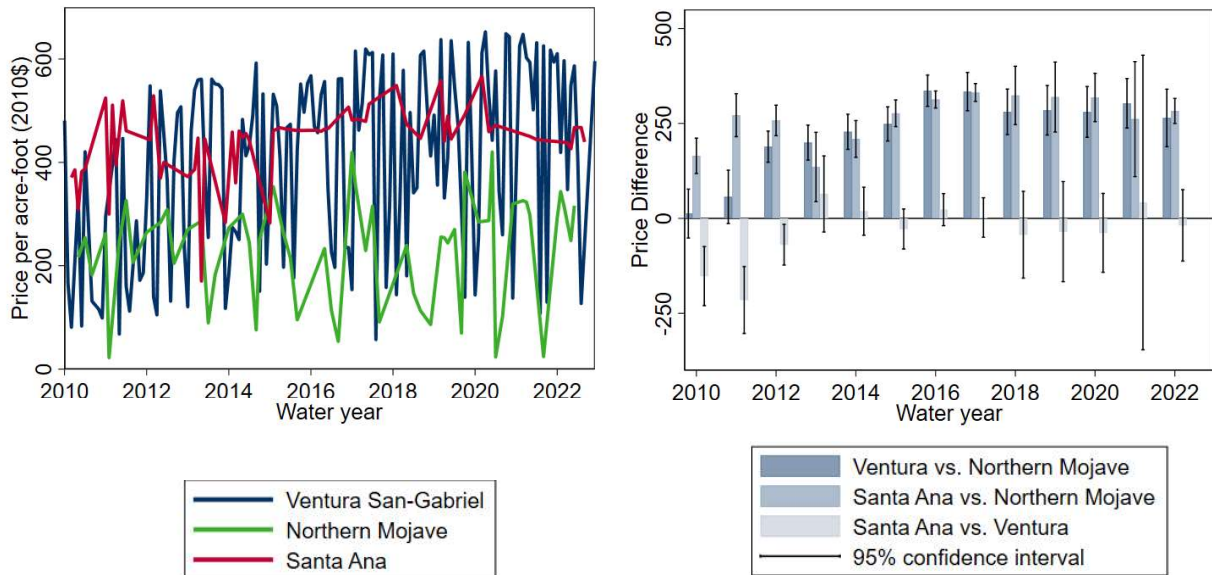 Price per acre-foot (2010$)
600
400
200
0
2010 2012 2014 2016 2018 2020 2022
Water year
Ventura San-Gabriel
Northern Mojave
Santa Ana
Price Difference
500
250
0
-250
2010 2012 2014 2016 2018 2020 2022
Water year
Ventura vs. Northern Mojave
Santa Ana vs. Northern Mojave
Santa Ana vs. Ventura
95% confidence interval